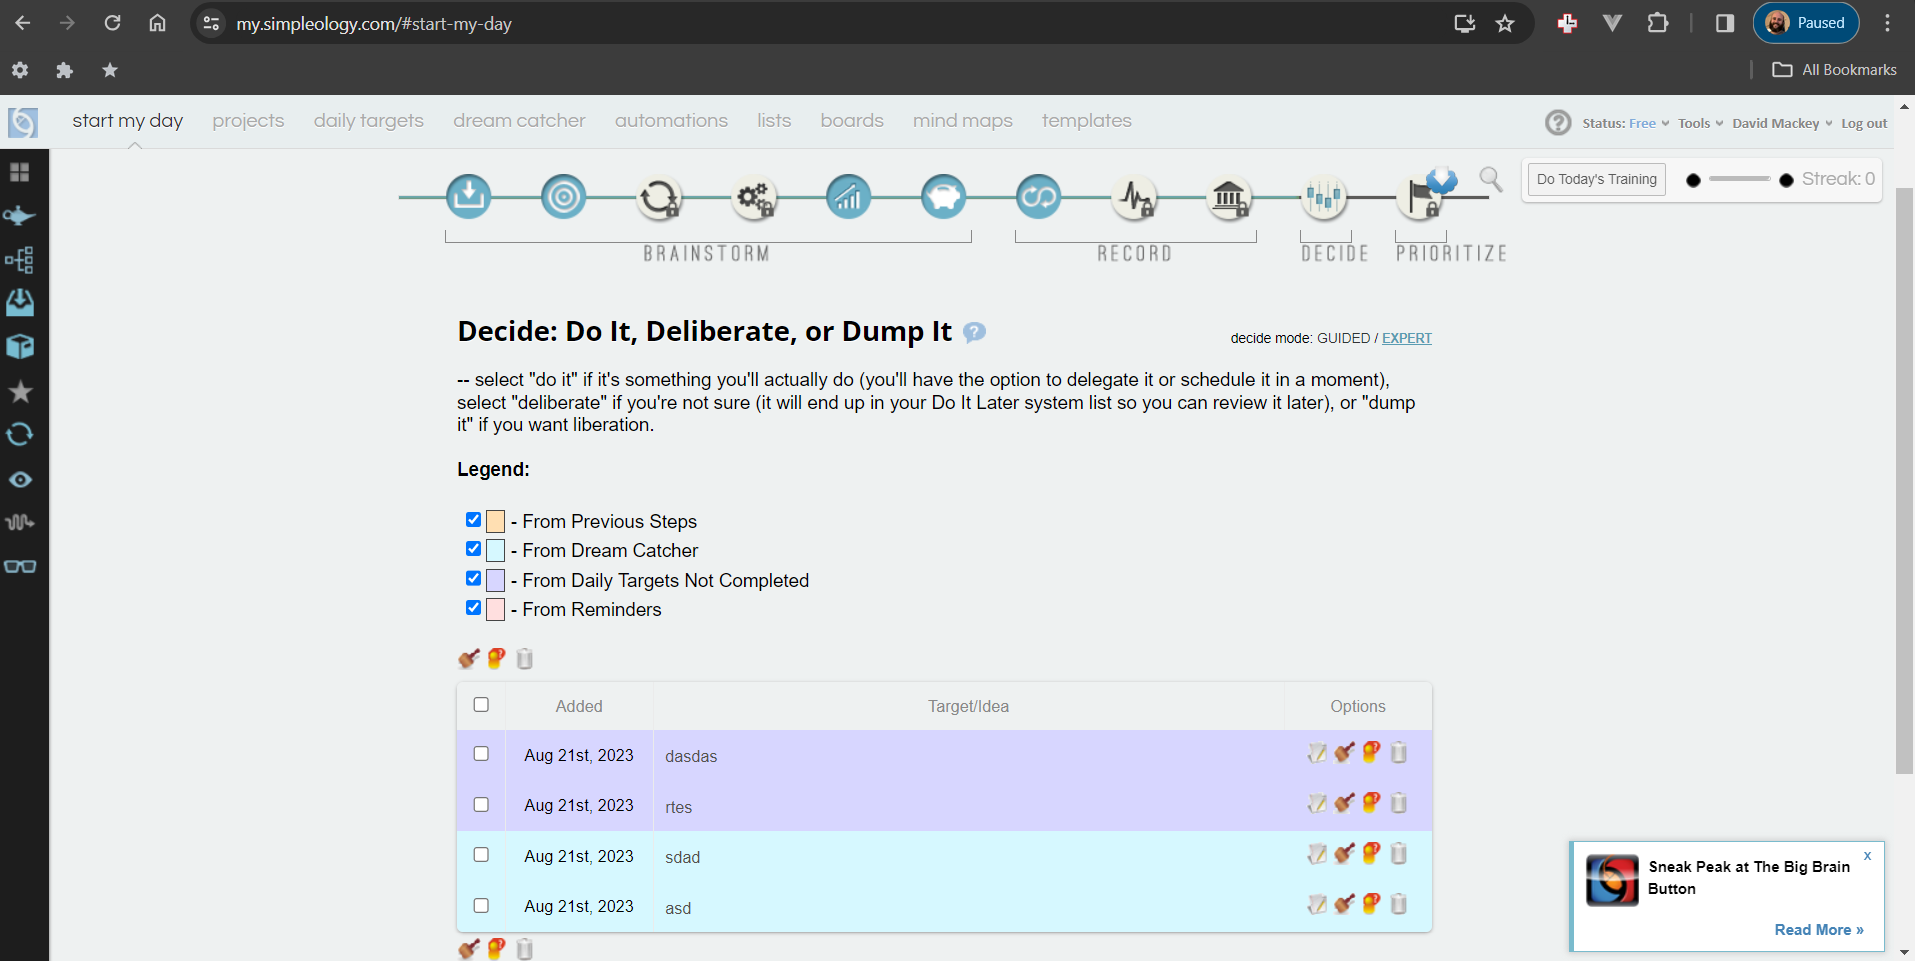 my.simpleology.com/#start-my-day
Paused
All Bookmarks
start my day projects daily targets dream catcher automations lists boards mind maps templates
Status: Free Tools David Mackey Log out
Do Today's Training Streak: 0
BRAINSTORM RECORD DECIDE PRIORITIZE
Decide: Do It, Deliberate, or Dump It ?
decide mode: GUIDED / EXPERT
-- select "do it" if it's something you'll actually do (you'll have the option to delegate it or schedule it in a moment),
select "deliberate" if you're not sure (it will end up in your Do It Later system list so you can review it later), or "dump
it" if you want liberation.
Legend:
- From Previous Steps
- From Dream Catcher
- From Daily Targets Not Completed
- From Reminders
Added Target/Idea Options
Aug 21st, 2023 dasdas
Aug 21st, 2023 rtes
Aug 21st, 2023 sdad
Aug 21st, 2023 asd
Sneak Peak at The Big Brain x
Button
Read More »